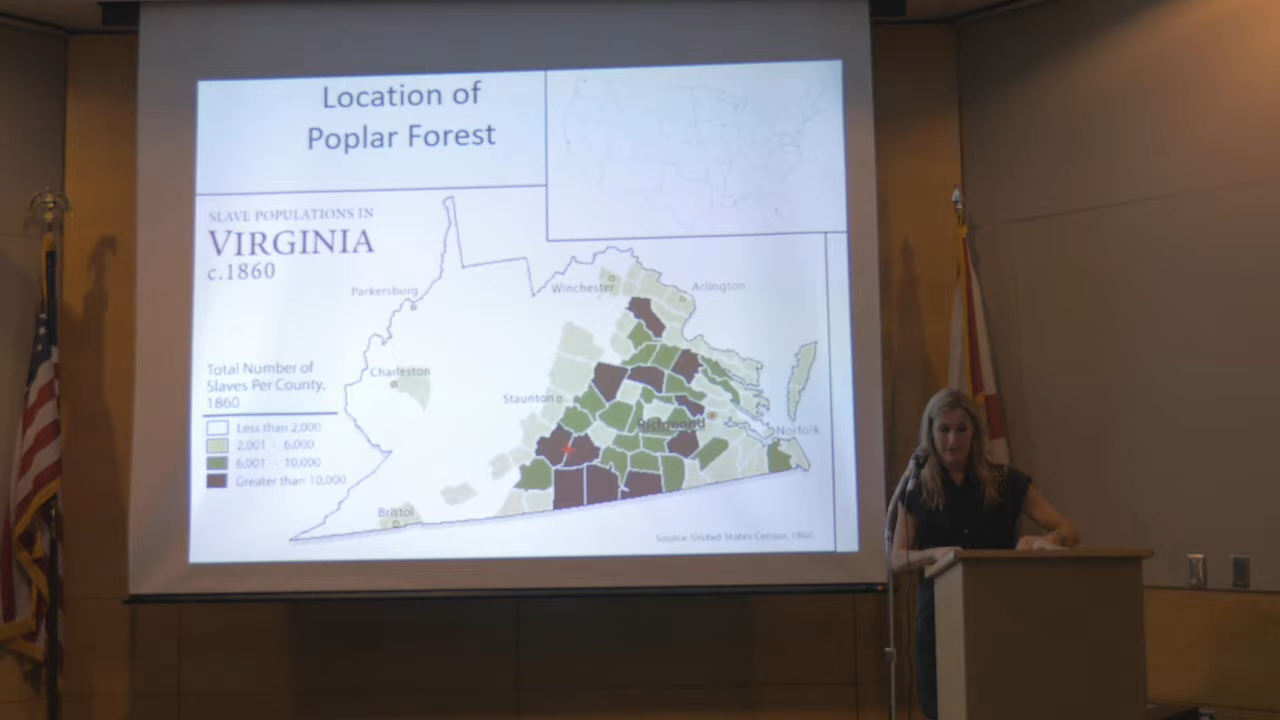 Location of
Poplar Forest
SLAVE POPULATIONS IN
VIRGINIA
c.1860
Parkersburg
Winchester
Arlington
Charleston
Staunton
Richmond
Norfolk
Total Number of
Slaves Per County,
1860
Less than 2,000
2,001 - 6,000
6,001 - 10,000
Greater than 10,000
Bristol
Source: United States Census, 1860